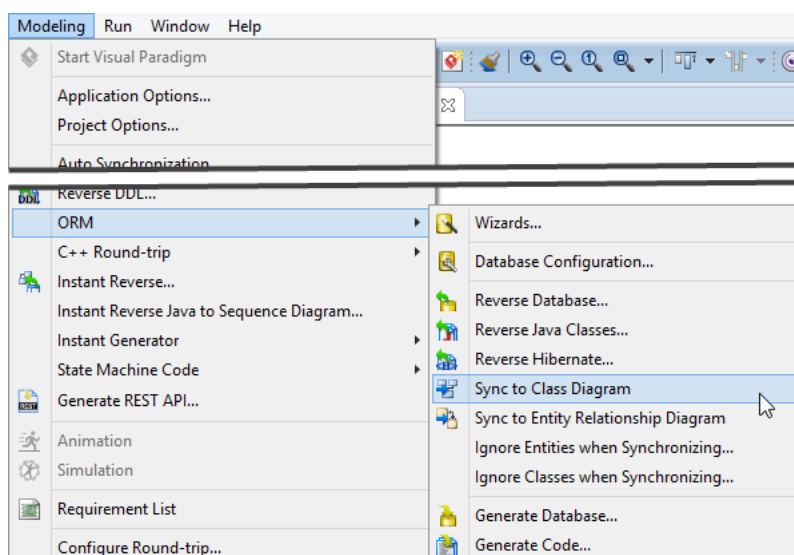 Modeling Run Window Help
Start Visual Paradigm
Application Options...
Project Options...
Auto Synchronization
DDL Reverse DDL...
ORM
C++ Round-trip
Instant Reverse...
Instant Reverse Java to Sequence Diagram...
Instant Generator
State Machine Code
REST Generate REST API...
Animation
Simulation
Requirement List
Configure Round-trip...
Wizards...
Database Configuration...
Reverse Database...
Reverse Java Classes...
Reverse Hibernate...
Sync to Class Diagram
Sync to Entity Relationship Diagram
Ignore Entities when Synchronizing...
Ignore Classes when Synchronizing...
Generate Database...
Generate Code...